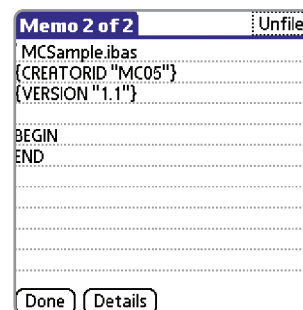 Memo 2 of 2 Unfile
' MCSample.ibas
{CREATORID "MC05"}
{VERSION "1.1"}
BEGIN
END
Done Details